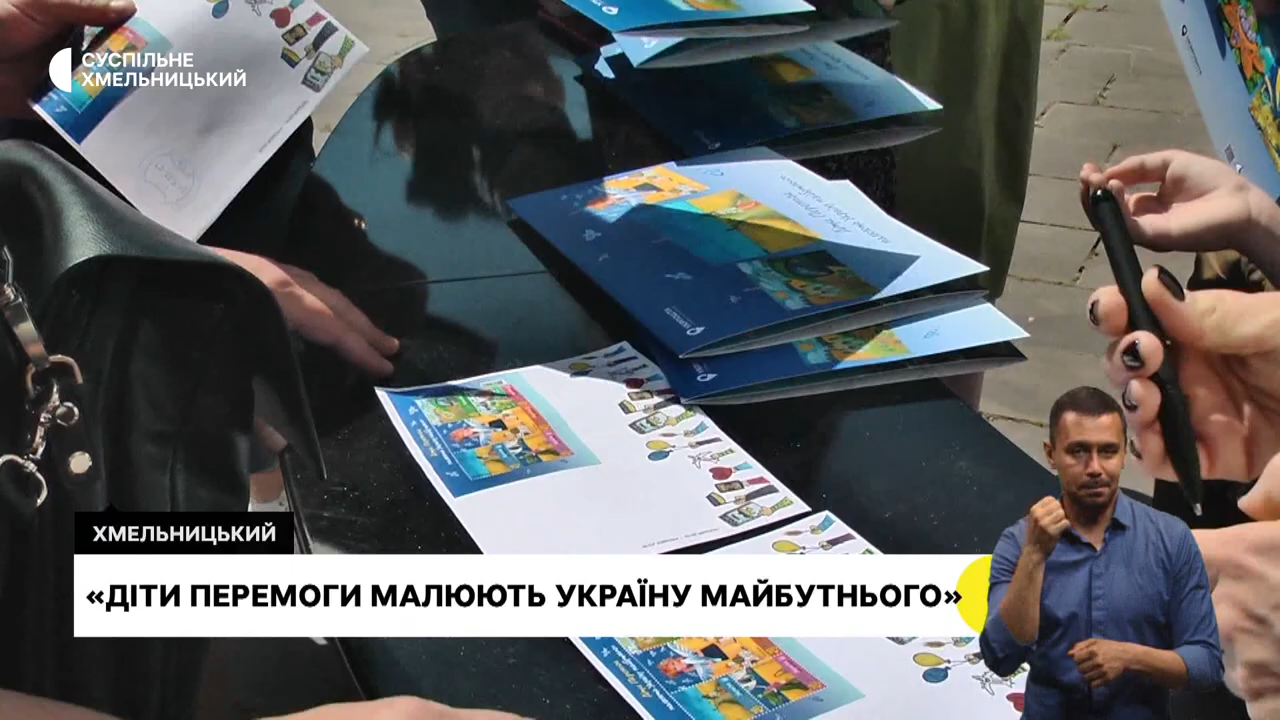 СУСПІЛЬНЕ
ХМЕЛЬНИЦЬКИЙ
ХМЕЛЬНИЦЬКИЙ
«ДІТИ ПЕРЕМОГИ МАЛЮЮТЬ УКРАЇНУ МАЙБУТНЬОГО»